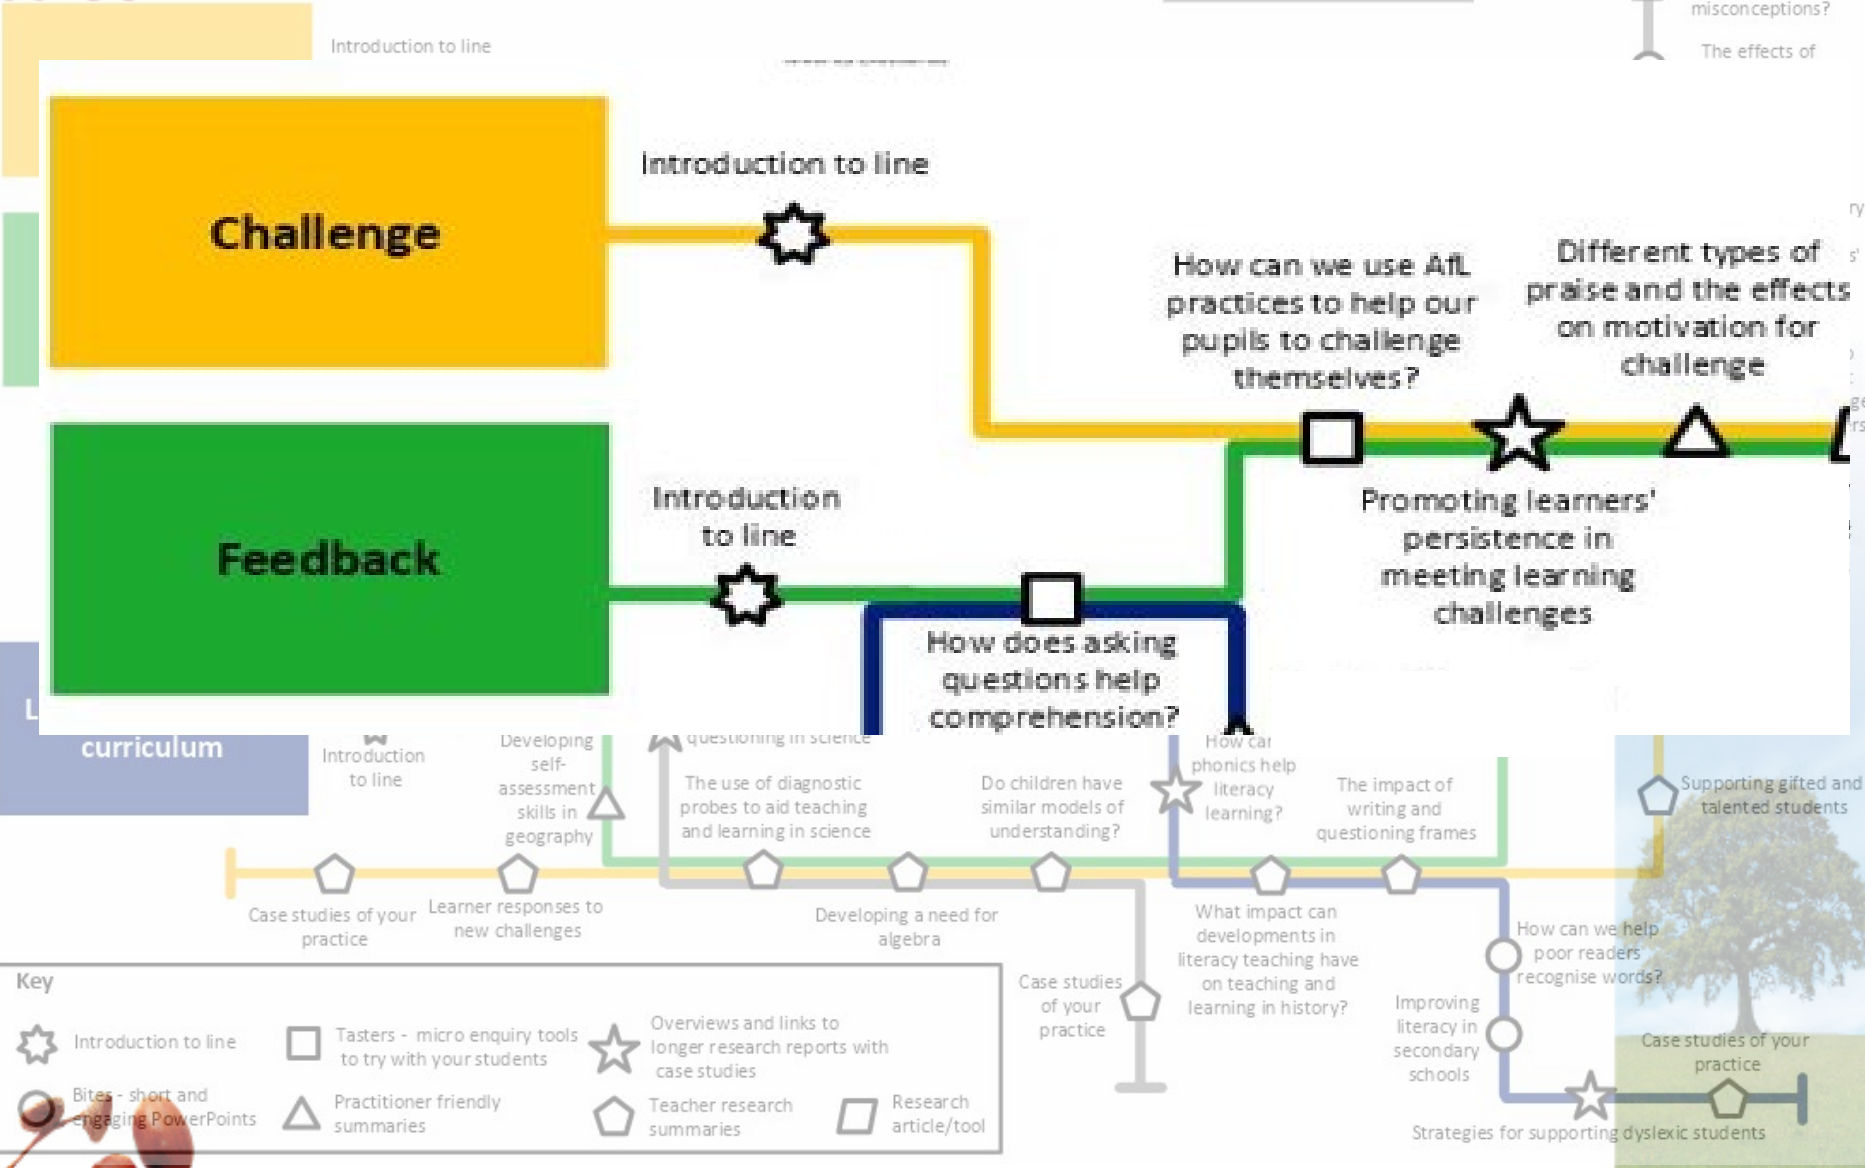 misconceptions?
Introduction to line
The effects of
Introduction to line
Challenge
How can we use AfL
practices to help our
pupils to challenge
themselves?
Different types of
praise and the effects
on motivation for
challenge
Introduction
to line
Feedback
Promoting learners'
persistence in
meeting learning
challenges
How does asking
questions help
comprehension?
L
curriculum
Introduction
to line
Developing
self-
assessment
skills in
geography
questioning in science
The use of diagnostic
probes to aid teaching
and learning in science
Do children have
similar models of
understanding?
How can
phonics help
literacy
learning?
The impact of
writing and
questioning frames
Supporting gifted and
talented students
Case studies of your
practice
Learner responses to
new challenges
Developing a need for
algebra
What impact can
developments in
literacy teaching have
on teaching and
learning in history?
How can we help
poor readers
recognise words?
Case studies
of your
practice
Improving
literacy in
secondary
schools
Case studies of your
practice
Strategies for supporting dyslexic students
Key
Introduction to line
Tasters - micro enquiry tools
to try with your students
Overviews and links to
longer research reports with
case studies
Bites - short and
engaging PowerPoints
Practitioner friendly
summaries
Teacher research
summaries
Research
article/tool